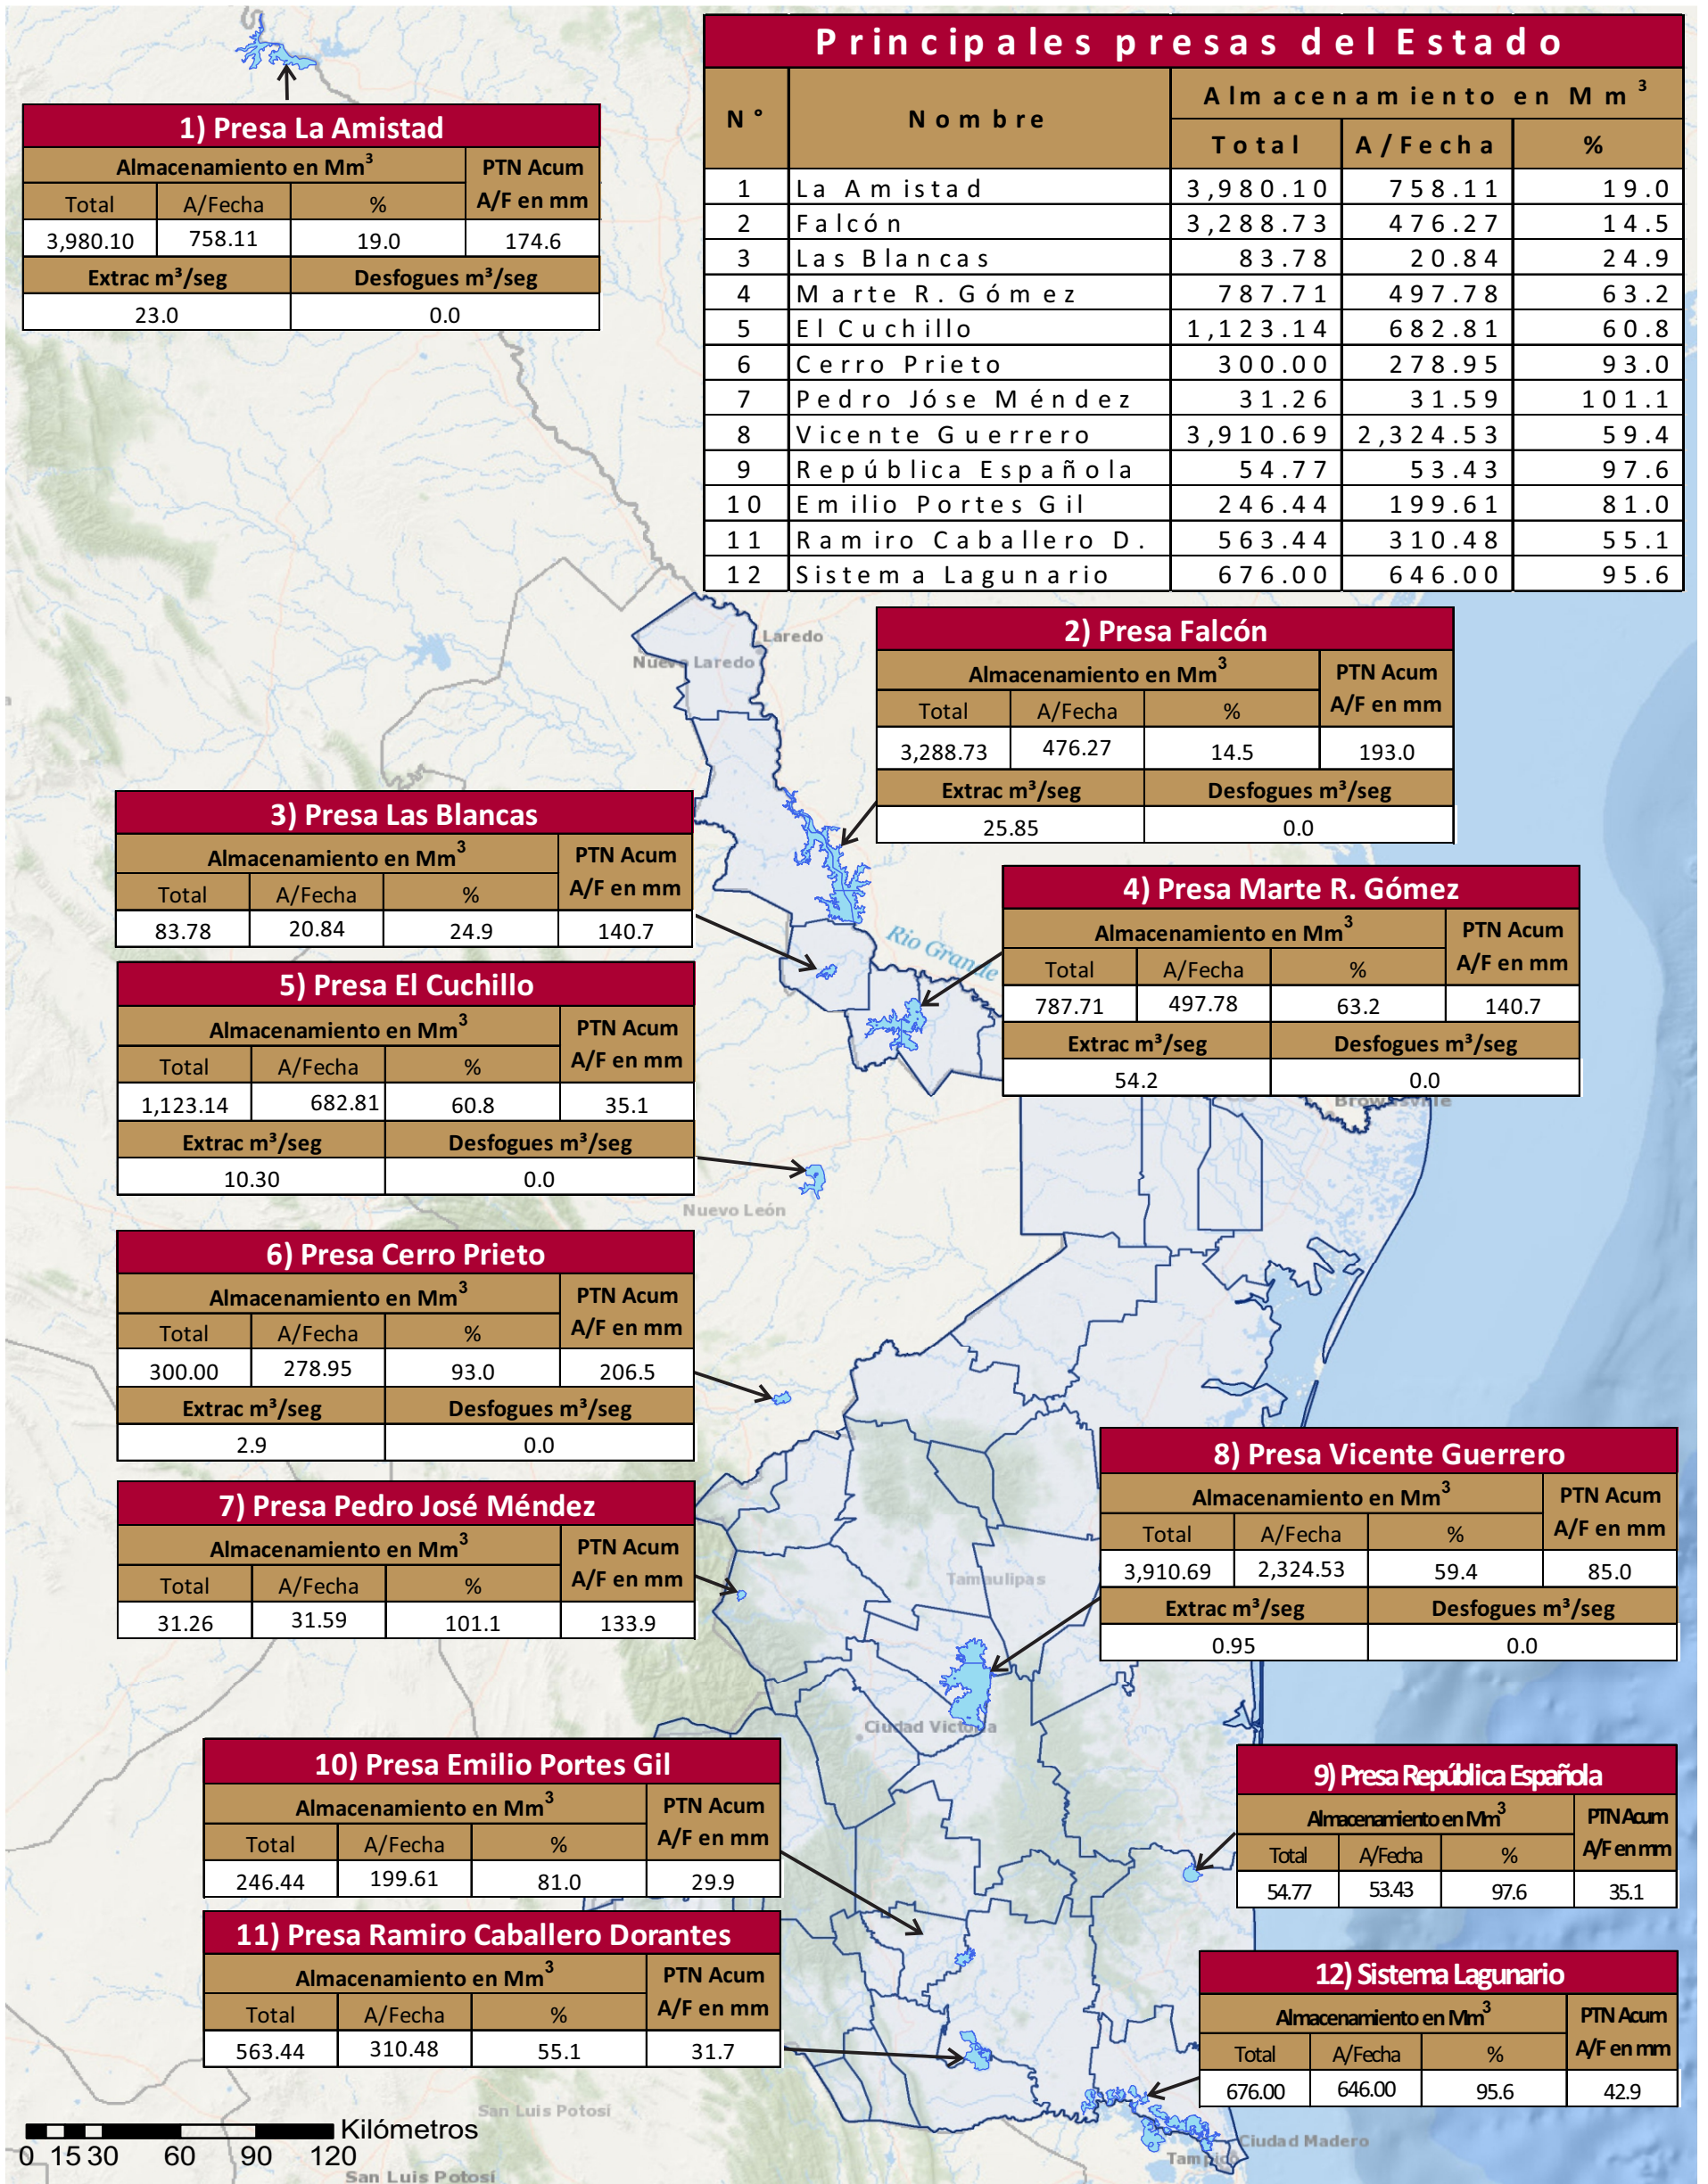 Principales presas del Estado
N° Nombre Almacenamiento en Mm³
Total A/Fecha %
1 La Amistad 3,980.10 758.11 19.0
2 Falcón 3,288.73 476.27 14.5
3 Las Blancas 83.78 20.84 24.9
4 Marte R. Gómez 787.71 497.78 63.2
5 El Cuchillo 1,123.14 682.81 60.8
6 Cerro Prieto 300.00 278.95 93.0
7 Pedro Jóse Méndez 31.26 31.59 101.1
8 Vicente Guerrero 3,910.69 2,324.53 59.4
9 República Española 54.77 53.43 97.6
10 Emilio Portes Gil 246.44 199.61 81.0
11 Ramiro Caballero D. 563.44 310.48 55.1
12 Sistema Lagunario 676.00 646.00 95.6
1) Presa La Amistad
Almacenamiento en Mm³ PTN Acum
Total A/Fecha % A/F en mm
3,980.10 758.11 19.0 174.6
Extrac m³/seg Desfogues m³/seg
23.0 0.0
Laredo
Nuevo Laredo
2) Presa Falcón
Almacenamiento en Mm³ PTN Acum
Total A/Fecha % A/F en mm
3,288.73 476.27 14.5 193.0
Extrac m³/seg Desfogues m³/seg
25.85 0.0
3) Presa Las Blancas
Almacenamiento en Mm³ PTN Acum
Total A/Fecha % A/F en mm
83.78 20.84 24.9 140.7
Rio Grande
4) Presa Marte R. Gómez
Almacenamiento en Mm³ PTN Acum
Total A/Fecha % A/F en mm
787.71 497.78 63.2 140.7
Extrac m³/seg Desfogues m³/seg
54.2 0.0
Brownsville
5) Presa El Cuchillo
Almacenamiento en Mm³ PTN Acum
Total A/Fecha % A/F en mm
1,123.14 682.81 60.8 35.1
Extrac m³/seg Desfogues m³/seg
10.30 0.0
Nuevo León
6) Presa Cerro Prieto
Almacenamiento en Mm³ PTN Acum
Total A/Fecha % A/F en mm
300.00 278.95 93.0 206.5
Extrac m³/seg Desfogues m³/seg
2.9 0.0
7) Presa Pedro José Méndez
Almacenamiento en Mm³ PTN Acum
Total A/Fecha % A/F en mm
31.26 31.59 101.1 133.9
Tamaulipas
8) Presa Vicente Guerrero
Almacenamiento en Mm³ PTN Acum
Total A/Fecha % A/F en mm
3,910.69 2,324.53 59.4 85.0
Extrac m³/seg Desfogues m³/seg
0.95 0.0
Ciudad Victoria
10) Presa Emilio Portes Gil
Almacenamiento en Mm³ PTN Acum
Total A/Fecha % A/F en mm
246.44 199.61 81.0 29.9
9) Presa República Española
Almacenamiento en Mm³ PTN Acum
Total A/Fecha % A/F en mm
54.77 53.43 97.6 35.1
11) Presa Ramiro Caballero Dorantes
Almacenamiento en Mm³ PTN Acum
Total A/Fecha % A/F en mm
563.44 310.48 55.1 31.7
12) Sistema Lagunario
Almacenamiento en Mm³ PTN Acum
Total A/Fecha % A/F en mm
676.00 646.00 95.6 42.9
San Luis Potosí
Kilómetros
0 15 30 60 90 120
Ciudad Madero
Tampico
San Luis Potosí